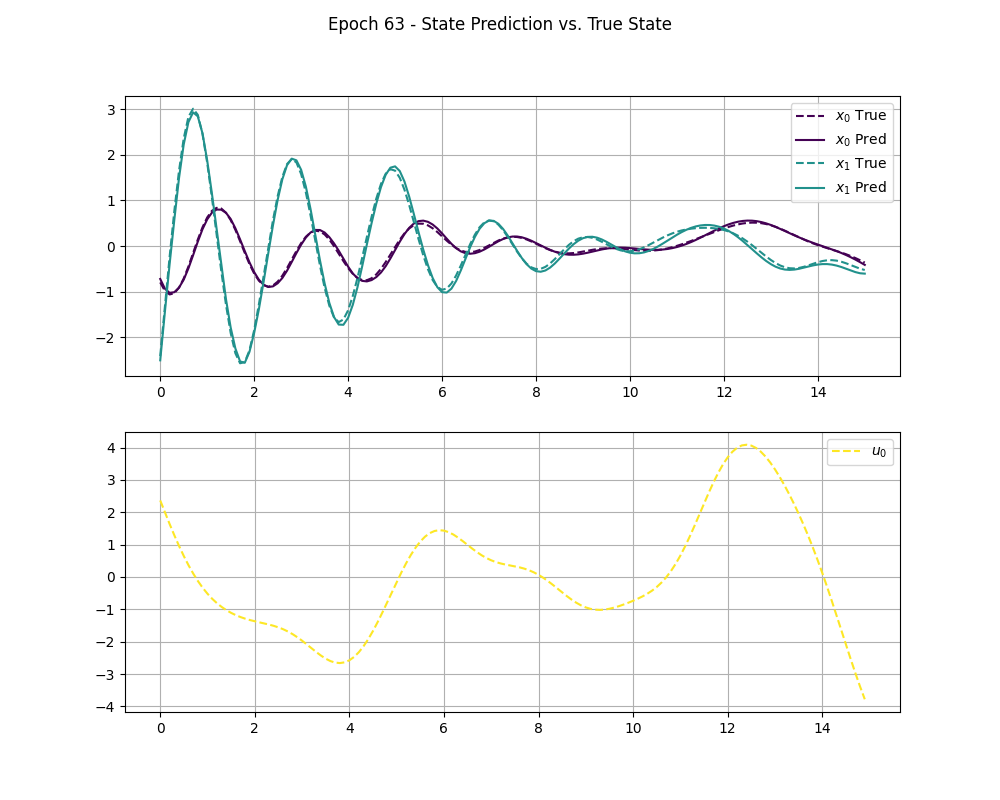 Epoch 63 - State Prediction vs. True State
3
2
1
0
−1
−2
x₀ True
x₀ Pred
x₁ True
x₁ Pred
0 2 4 6 8 10 12 14
4
3
2
1
0
−1
−2
−3
−4
u₀
0 2 4 6 8 10 12 14